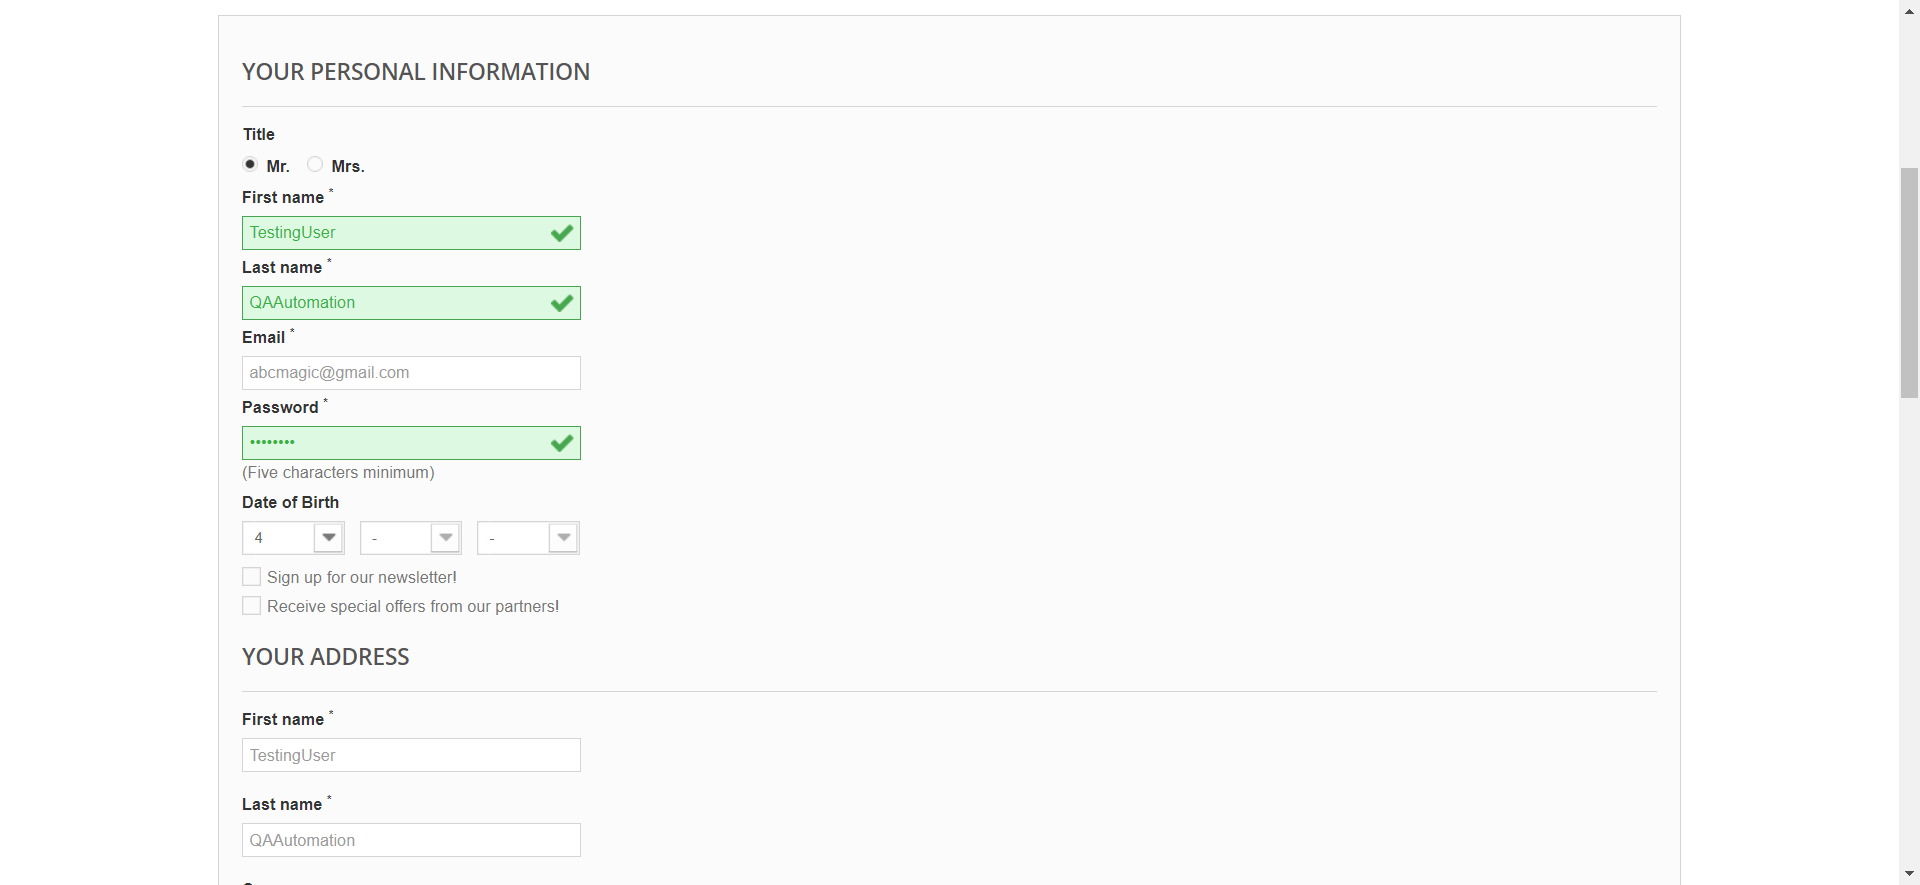 YOUR PERSONAL INFORMATION
Title
Mr. Mrs.
First name *
TestingUser
Last name *
QAAutomation
Email *
abcmagic@gmail.com
Password *
••••••••
(Five characters minimum)
Date of Birth
4 - -
Sign up for our newsletter!
Receive special offers from our partners!
YOUR ADDRESS
First name *
TestingUser
Last name *
QAAutomation